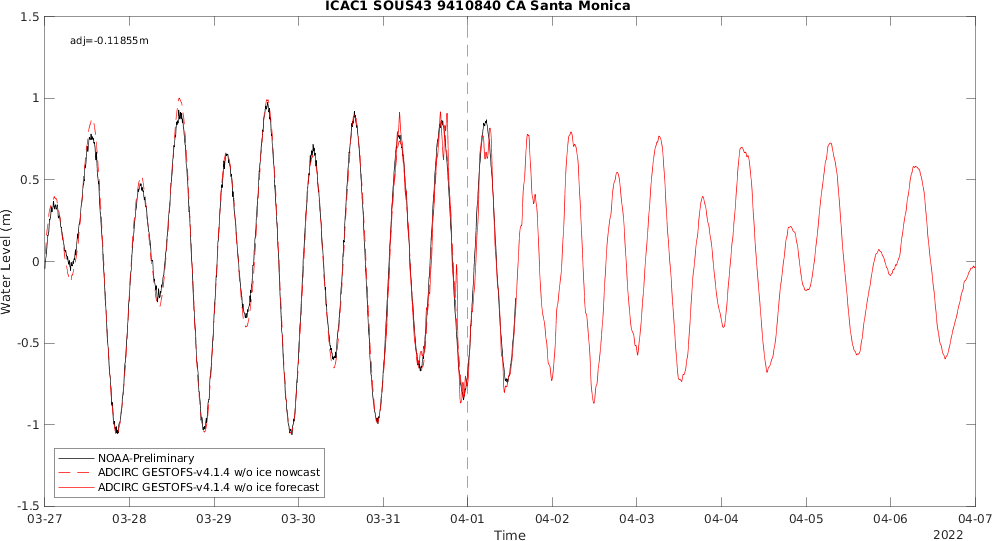 ICAC1 SOUS43 9410840 CA Santa Monica
adj=-0.11855m
1.5
1
0.5
0
-0.5
-1
-1.5
Water Level (m)
NOAA-Preliminary
ADCIRC GESTOFS-v4.1.4 w/o ice nowcast
ADCIRC GESTOFS-v4.1.4 w/o ice forecast
03-27 03-28 03-29 03-30 03-31 04-01 04-02 04-03 04-04 04-05 04-06 04-07
Time
2022